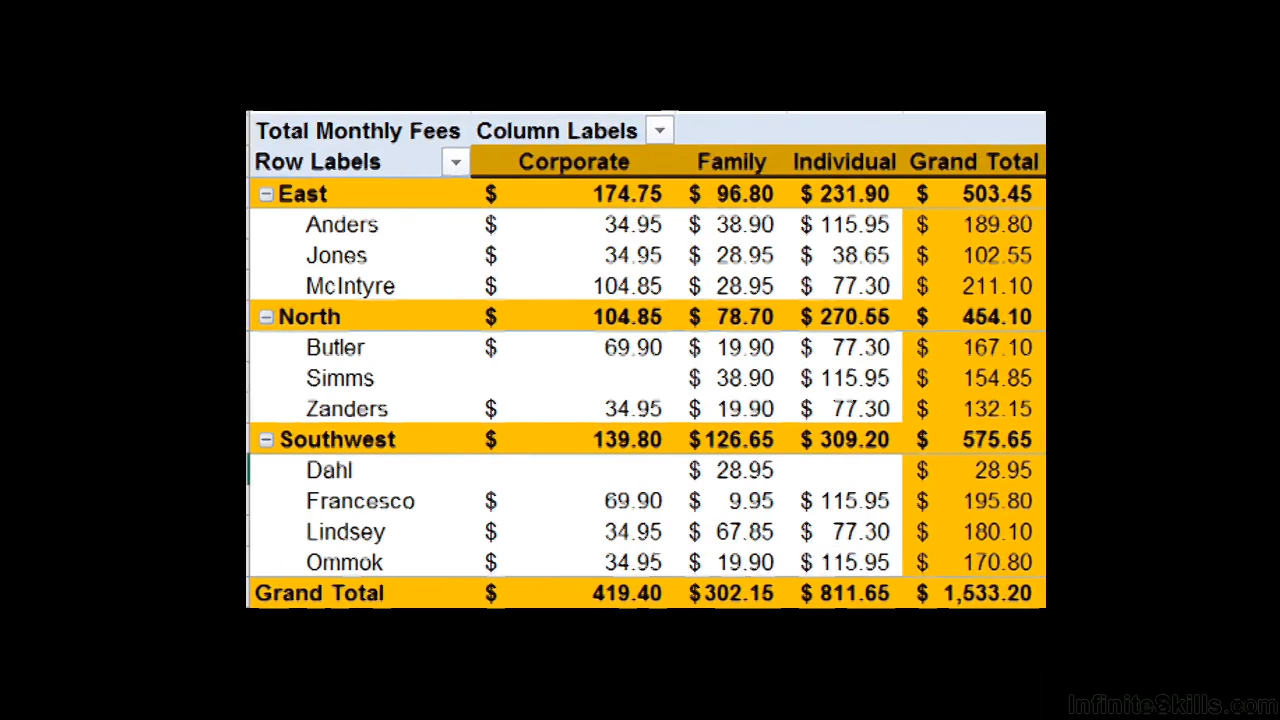 Total Monthly Fees Column Labels
Row Labels Corporate Family Individual Grand Total
East $ 174.75 $ 96.80 $ 231.90 $ 503.45
Anders $ 34.95 $ 38.90 $ 115.95 $ 189.80
Jones $ 34.95 $ 28.95 $ 38.65 $ 102.55
McIntyre $ 104.85 $ 28.95 $ 77.30 $ 211.10
North $ 104.85 $ 78.70 $ 270.55 $ 454.10
Butler $ 69.90 $ 19.90 $ 77.30 $ 167.10
Simms $ 38.90 $ 115.95 $ 154.85
Zanders $ 34.95 $ 19.90 $ 77.30 $ 132.15
Southwest $ 139.80 $ 126.65 $ 309.20 $ 575.65
Dahl $ 28.95 $ 28.95
Francesco $ 69.90 $ 9.95 $ 115.95 $ 195.80
Lindsey $ 34.95 $ 67.85 $ 77.30 $ 180.10
Ommok $ 34.95 $ 19.90 $ 115.95 $ 170.80
Grand Total $ 419.40 $ 302.15 $ 811.65 $ 1,533.20
InfiniteSkills.com